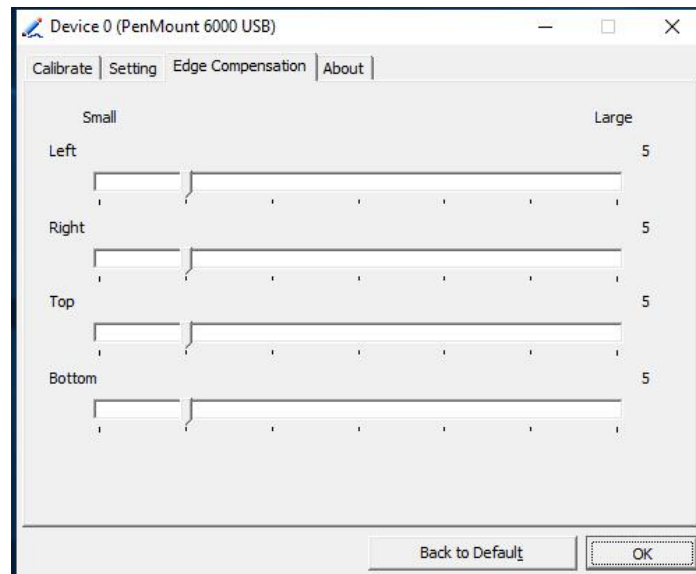 Device 0 (PenMount 6000 USB)
Calibrate Setting Edge Compensation About
Small Large
Left 5
Right 5
Top 5
Bottom 5
Back to Default OK